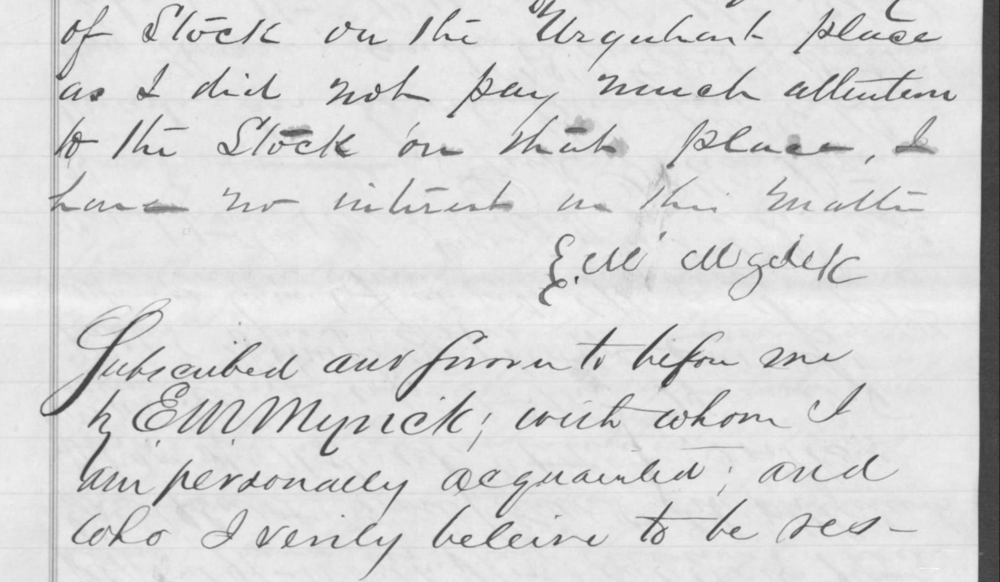 of Stock on the Urquhart place
as I did not pay much attention
to the Stock on that place, I
have no interest in this matter
E. M Myrick
Subscribed and sworn to before me
by E M Myrick; with whom I
am personally acquainted; and
who I verily beleive to be res-